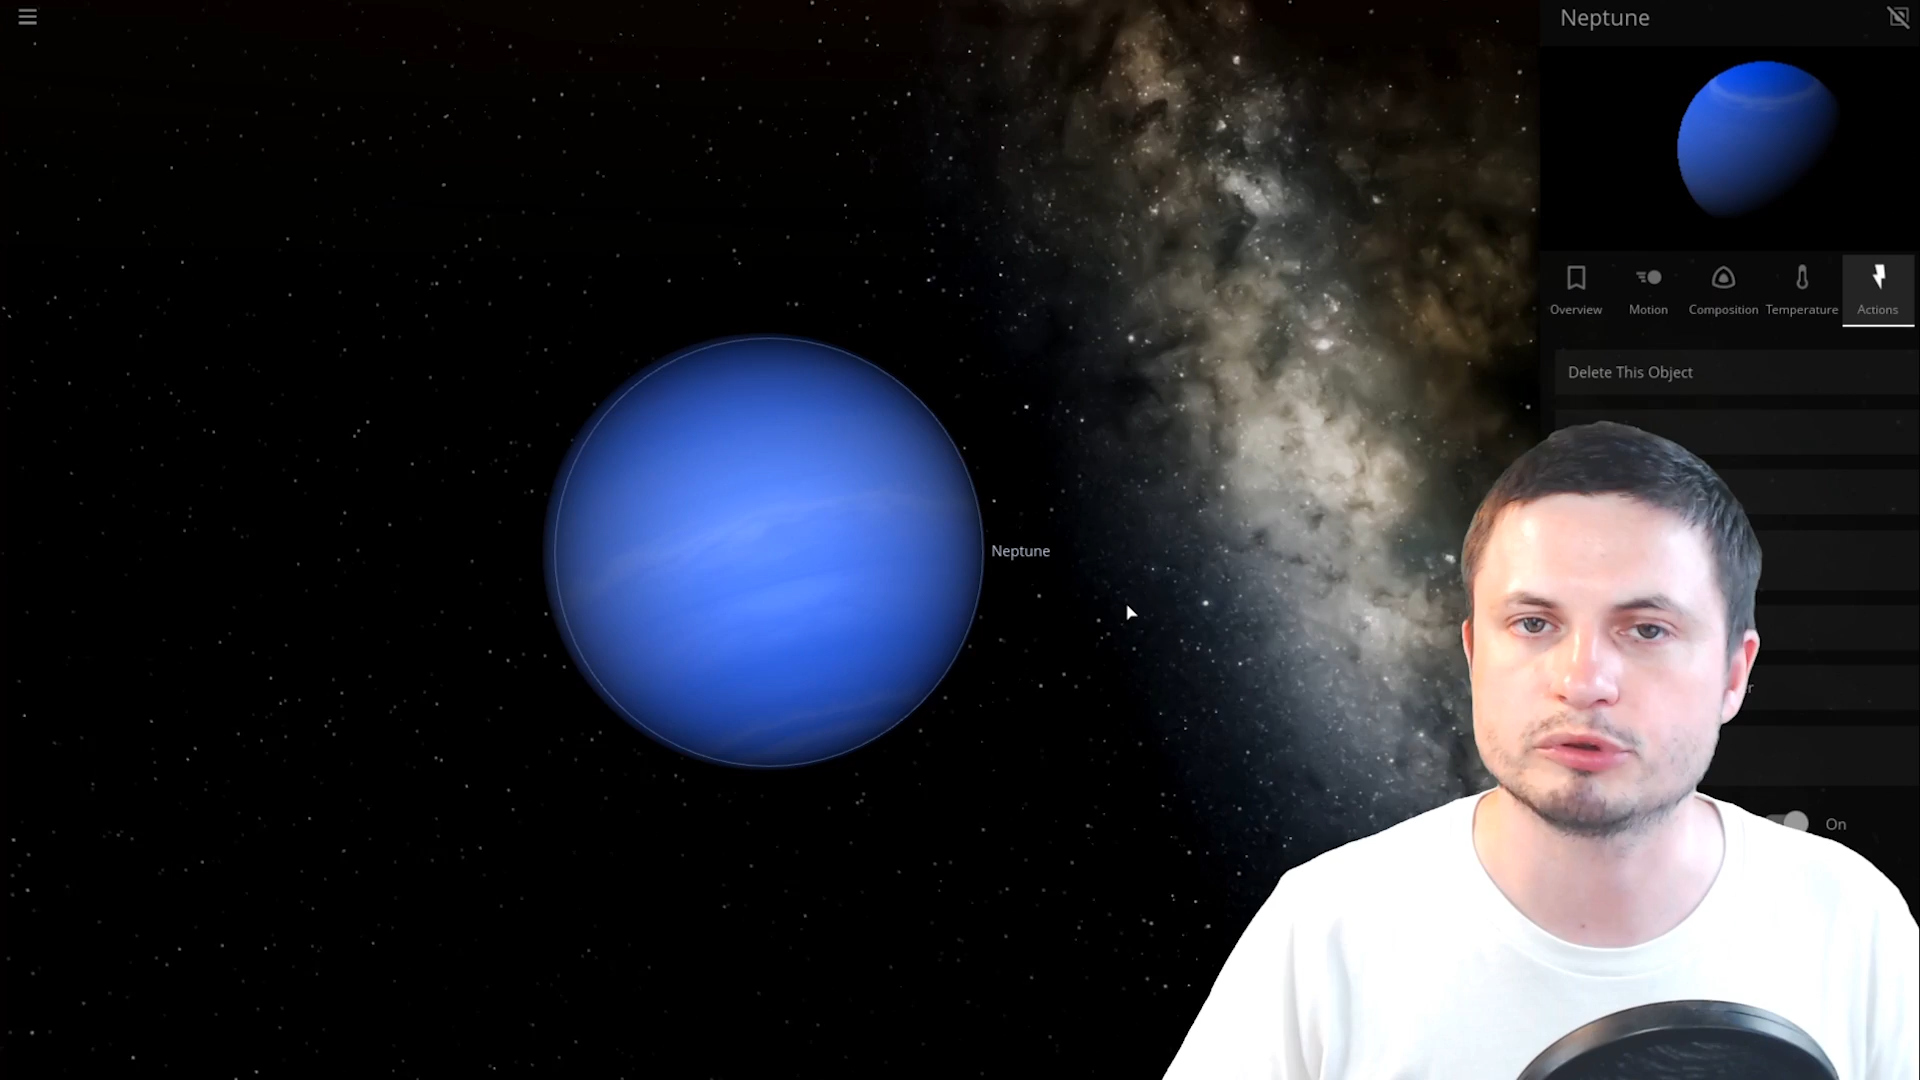 Neptune
Overview
Motion
Composition
Temperature
Actions
Delete This Object
Neptune
On